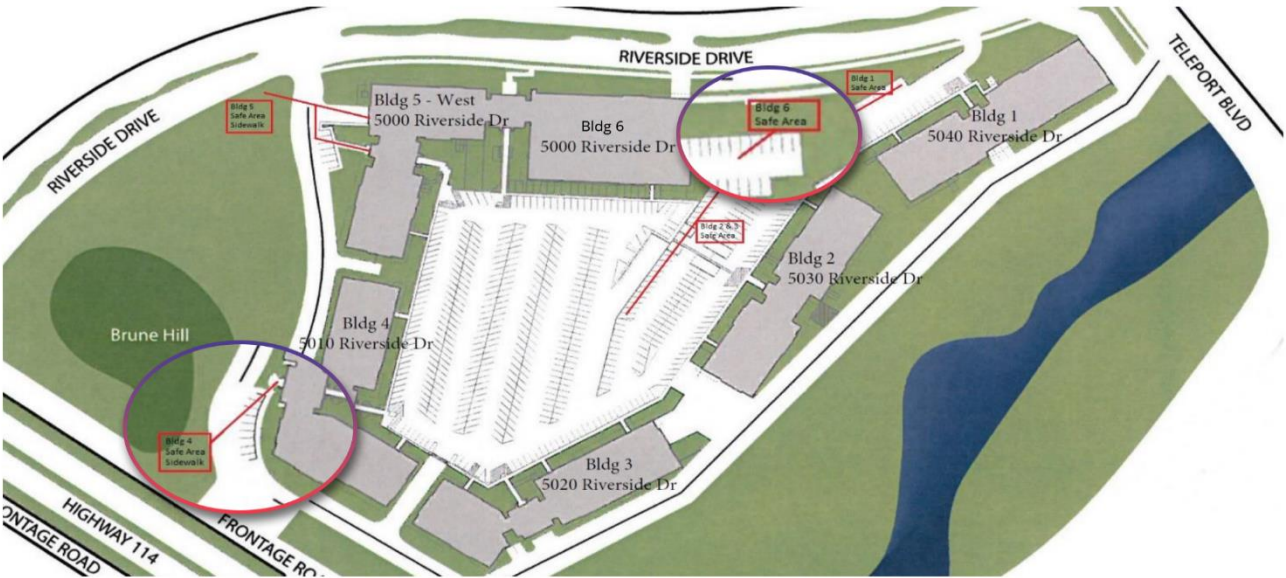 RIVERSIDE DRIVE
TELEPORT BLVD
RIVERSIDE DRIVE
Bldg 5
Safe Area
Sidewalk
Bldg 5 - West
5000 Riverside Dr
Bldg 6
5000 Riverside Dr
Bldg 6
Safe Area
Bldg 1
Safe Area
Bldg 1
5040 Riverside Dr
Bldg 2 & 3
Safe Area
Bldg 2
5030 Riverside Dr
Brune Hill
Bldg 4
5010 Riverside Dr
Bldg 4
Safe Area
Sidewalk
Bldg 3
5020 Riverside Dr
HIGHWAY 114
FRONTAGE ROA
ONTAGE ROAD